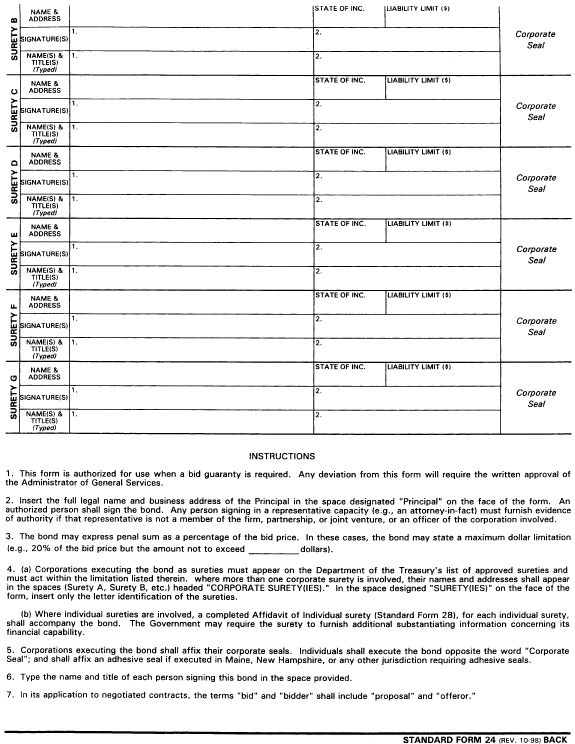 SURETY B
NAME &
ADDRESS
STATE OF INC.
LIABILITY LIMIT ($)
SIGNATURE(S)
1.
2.
Corporate
Seal
NAME(S) &
TITLE(S)
(Typed)
1.
2.
SURETY C
NAME &
ADDRESS
STATE OF INC.
LIABILITY LIMIT ($)
SIGNATURE(S)
1.
2.
Corporate
Seal
NAME(S) &
TITLE(S)
(Typed)
1.
2.
SURETY D
NAME &
ADDRESS
STATE OF INC.
LIABILITY LIMIT ($)
SIGNATURE(S)
1.
2.
Corporate
Seal
NAME(S) &
TITLE(S)
(Typed)
1.
2.
SURETY E
NAME &
ADDRESS
STATE OF INC.
LIABILITY LIMIT ($)
SIGNATURE(S)
1.
2.
Corporate
Seal
NAME(S) &
TITLE(S)
(Typed)
1.
2.
SURETY F
NAME &
ADDRESS
STATE OF INC.
LIABILITY LIMIT ($)
SIGNATURE(S)
1.
2.
Corporate
Seal
NAME(S) &
TITLE(S)
(Typed)
1.
2.
SURETY G
NAME &
ADDRESS
STATE OF INC.
LIABILITY LIMIT ($)
SIGNATURE(S)
1.
2.
Corporate
Seal
NAME(S) &
TITLE(S)
(Typed)
1.
2.
INSTRUCTIONS
1. This form is authorized for use when a bid guaranty is required. Any deviation from this form will require the written approval of
the Administrator of General Services.
2. Insert the full legal name and business address of the Principal in the space designated "Principal" on the face of the form. An
authorized person shall sign the bond. Any person signing in a representative capacity (e.g., an attorney-in-fact) must furnish evidence
of authority if that representative is not a member of the firm, partnership, or joint venture, or an officer of the corporation involved.
3. The bond may express penal sum as a percentage of the bid price. In these cases, the bond may state a maximum dollar limitation
(e.g., 20% of the bid price but the amount not to exceed ________ dollars).
4. (a) Corporations executing the bond as sureties must appear on the Department of the Treasury's list of approved sureties and
must act within the limitation listed therein. where more than one corporate surety is involved, their names and addresses shall appear
in the spaces (Surety A, Surety B, etc.) headed "CORPORATE SURETY(IES)." In the space designed "SURETY(IES)" on the face of the
form, insert only the letter identification of the sureties.
(b) Where individual sureties are involved, a completed Affidavit of Individual surety (Standard Form 28), for each individual surety,
shall accompany the bond. The Government may require the surety to furnish additional substantiating information concerning its
financial capability.
5. Corporations executing the bond shall affix their corporate seals. Individuals shall execute the bond opposite the word "Corporate
Seal"; and shall affix an adhesive seal if executed in Maine, New Hampshire, or any other jurisdiction requiring adhesive seals.
6. Type the name and title of each person signing this bond in the space provided.
7. In its application to negotiated contracts, the terms "bid" and "bidder" shall include "proposal" and "offeror."
STANDARD FORM 24 (REV. 10-98) BACK